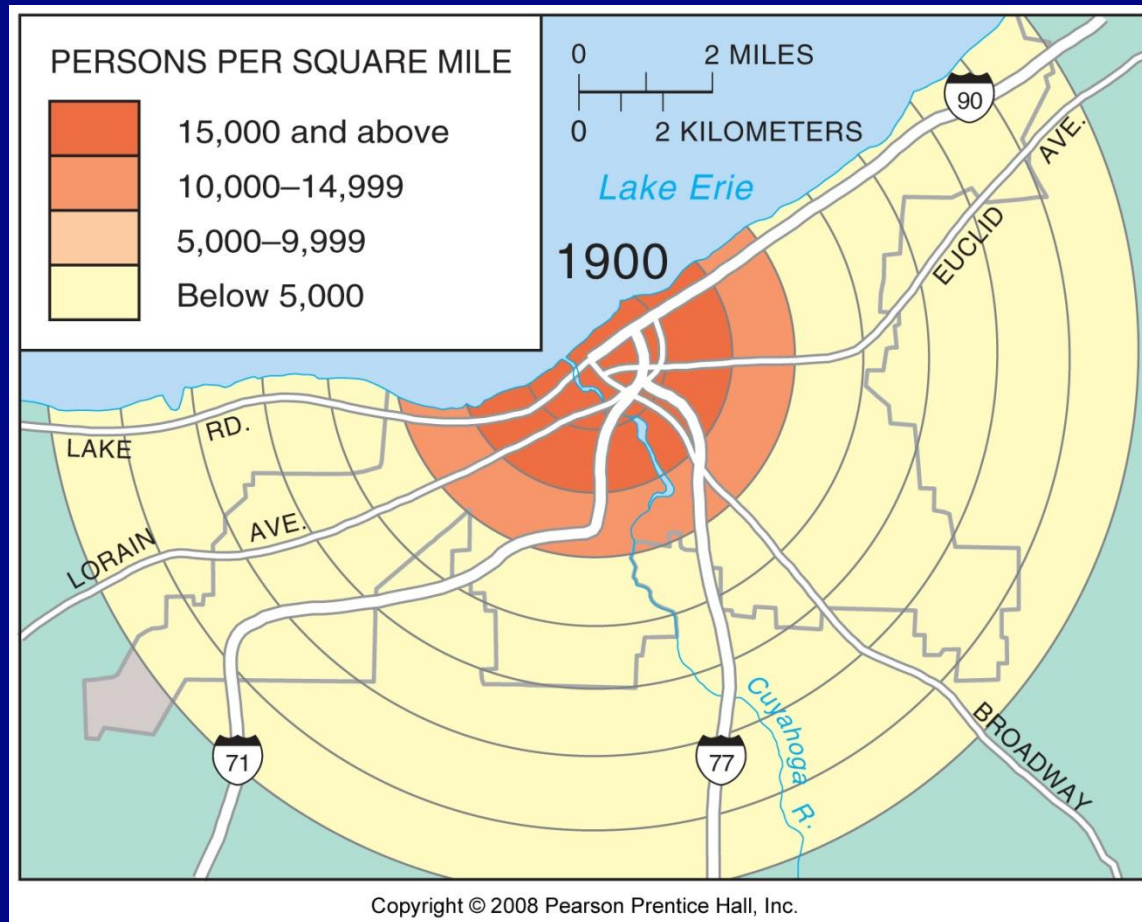 PERSONS PER SQUARE MILE
15,000 and above
10,000–14,999
5,000–9,999
Below 5,000
0 2 MILES
0 2 KILOMETERS
90
Lake Erie
AVE.
EUCLID
1900
LAKE RD.
LORAIN AVE.
Cuyahoga R.
BROADWAY
71
77
Copyright © 2008 Pearson Prentice Hall, Inc.